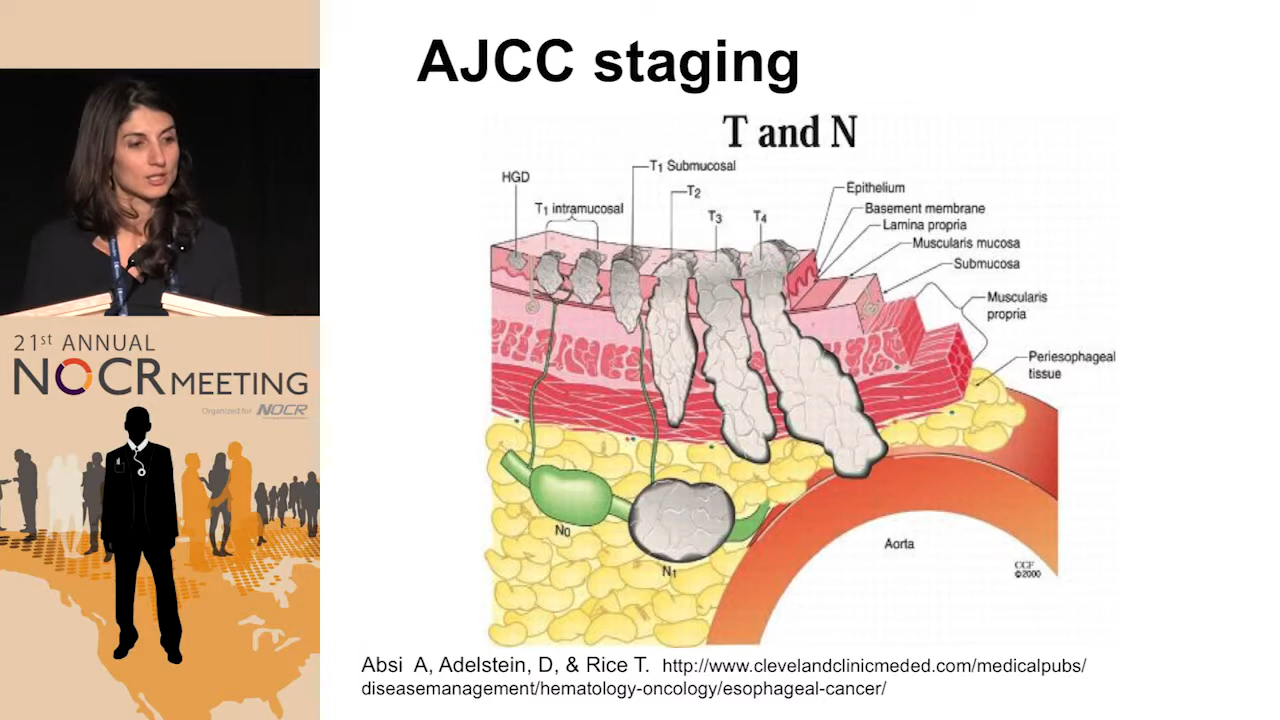 AJCC staging
T and N
HGD
T1 intramucosal
T1 Submucosal
T2
T3
T4
Epithelium
Basement membrane
Lamina propria
Muscularis mucosa
Submucosa
Muscularis
propria
Periesophageal
tissue
N0
N1
Aorta
CCF
©2000
Absi A, Adelstein, D, & Rice T. http://www.clevelandclinicmeded.com/medicalpubs/
diseasemanagement/hematology-oncology/esophageal-cancer/
21st ANNUAL
NOCR MEETING
Organized for NOCR